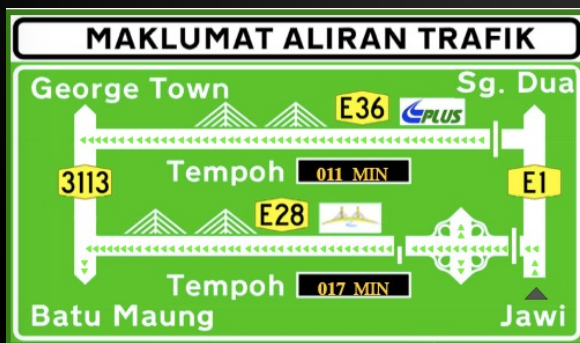 MAKLUMAT ALIRAN TRAFIK
George Town
Sg. Dua
E36
PLUS
3113
Tempoh 011 MIN
E1
E28
Tempoh 017 MIN
Batu Maung
Jawi